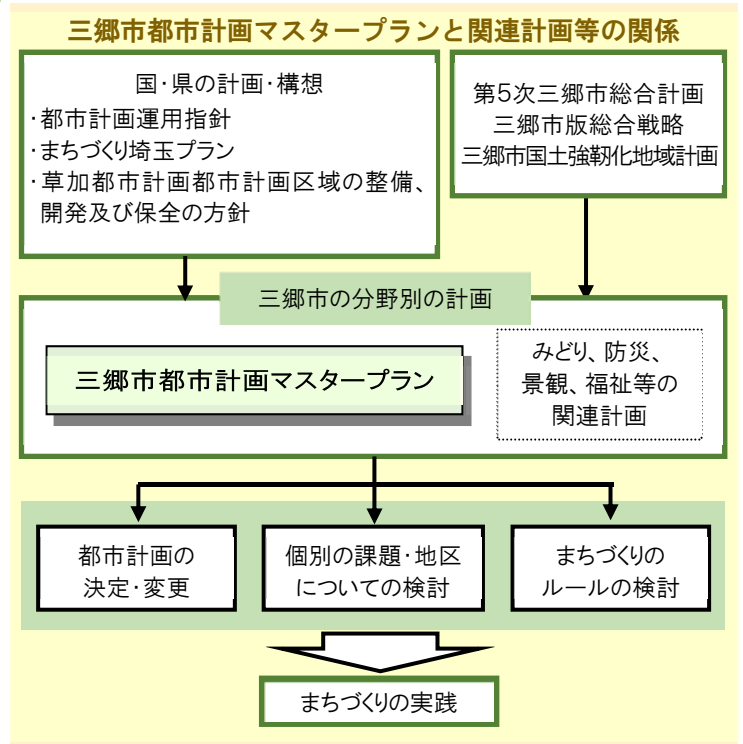 三郷市都市計画マスタープランと関連計画等の関係
国・県の計画・構想
・都市計画運用指針
・まちづくり埼玉プラン
・草加都市計画都市計画区域の整備、
開発及び保全の方針
第5次三郷市総合計画
三郷市版総合戦略
三郷市国土強靭化地域計画
三郷市の分野別の計画
三郷市都市計画マスタープラン
みどり、防災、
景観、福祉等の
関連計画
都市計画の
決定・変更
個別の課題・地区
についての検討
まちづくりの
ルールの検討
まちづくりの実践